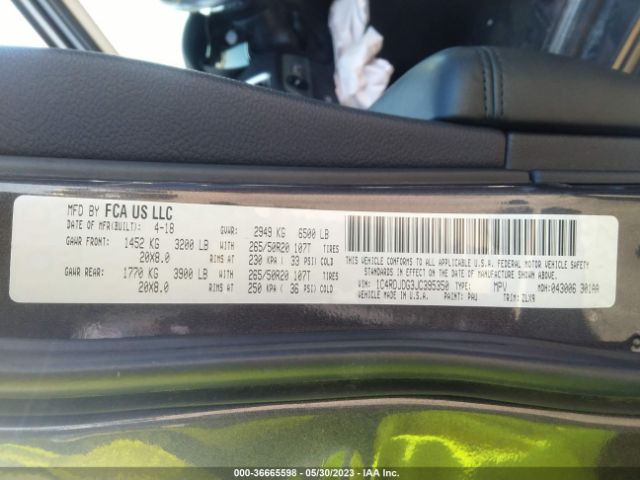 MFD BY FCA US LLC
DATE OF MFR(BUILT): 4-18 GVWR: 2949 KG 6500 LB
GAWR FRONT: 1452 KG 3200 LB WITH 265/50R20 107T TIRES
20X8.0 RIMS AT 230 KPA ( 33 PSI) COLD
GAWR REAR: 1770 KG 3900 LB WITH 265/50R20 107T TIRES
20X8.0 RIMS AT 250 KPA ( 36 PSI) COLD
THIS VEHICLE CONFORMS TO ALL APPLICABLE U.S.A. FEDERAL MOTOR VEHICLE SAFETY
STANDARDS IN EFFECT ON THE DATE OF MANUFACTURE SHOWN ABOVE.
VIN: 1C4RDJDG3JC395350 TYPE: MPV MDH: 043006 301AA
VEHICLE MADE IN U.S.A. PAINT: PAU TRIM: ZLX9
000-36665598 - 05/30/2023 - IAA Inc.